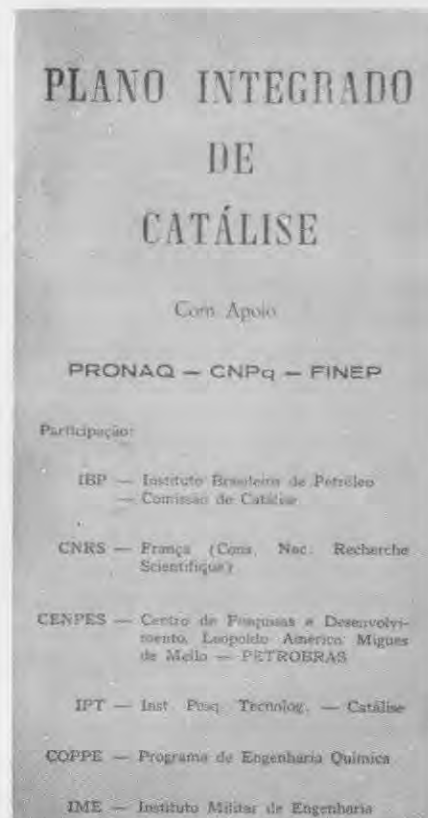 PLANO INTEGRADO
DE
CATÁLISE
Com Apoio
PRONAQ — CNPq — FINEP
Participação:
IBP — Instituto Brasileiro de Petróleo
— Comissão de Catálise
CNRS — França (Cons. Nac. Recherche
Scientifique)
CENPES — Centro de Pesquisas e Desenvolvi-
mento, Leopoldo Américo Migues
de Mello — PETROBRAS
IPT — Inst. Pesq. Tecnolog. — Catálise
COPPE — Programa de Engenharia Química
IME — Instituto Militar de Engenharia